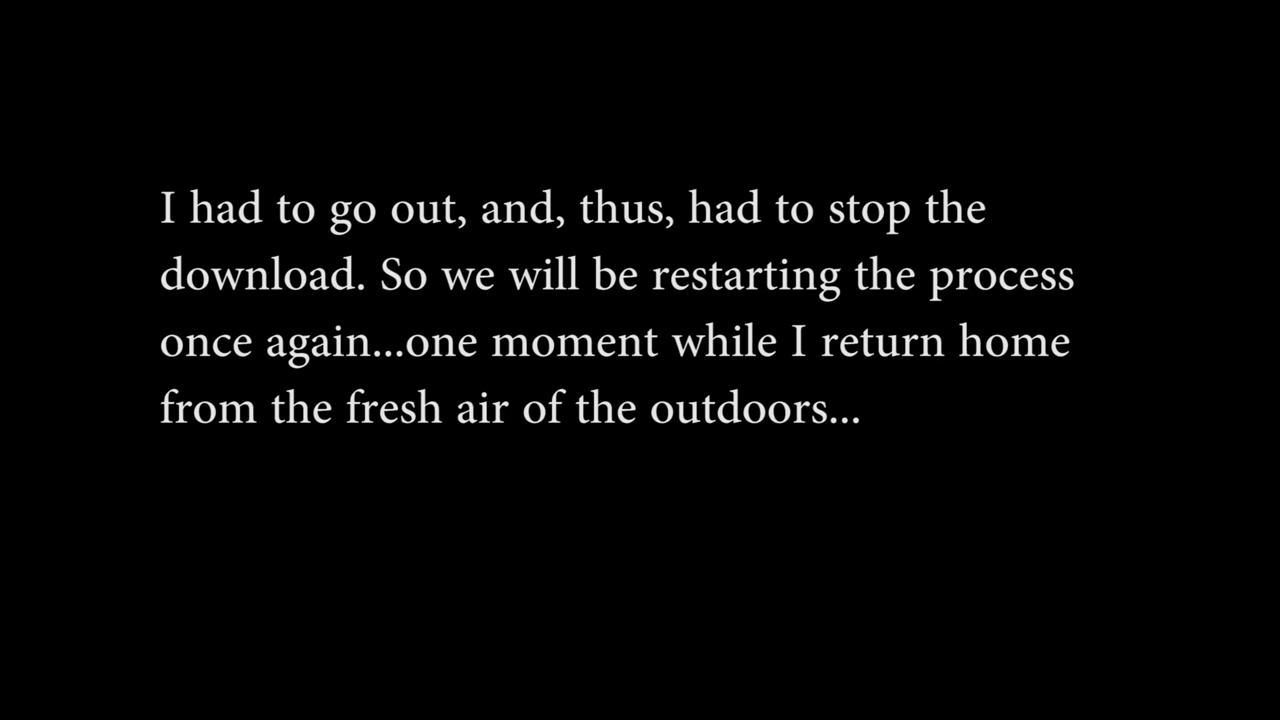 I had to go out, and, thus, had to stop the
download. So we will be restarting the process
once again...one moment while I return home
from the fresh air of the outdoors...